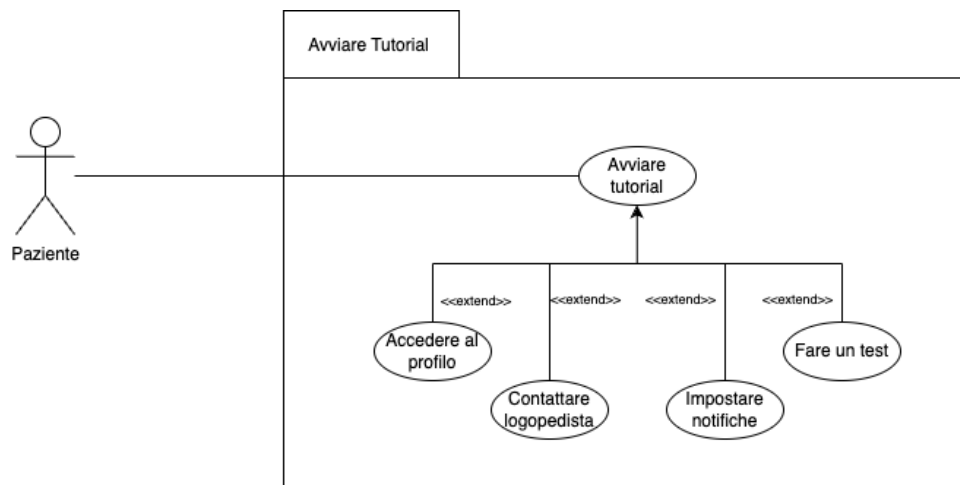 Avviare Tutorial
Avviare
tutorial
Paziente
<<extend>>
<<extend>>
<<extend>>
<<extend>>
Accedere al
profilo
Fare un test
Contattare
logopedista
Impostare
notifiche